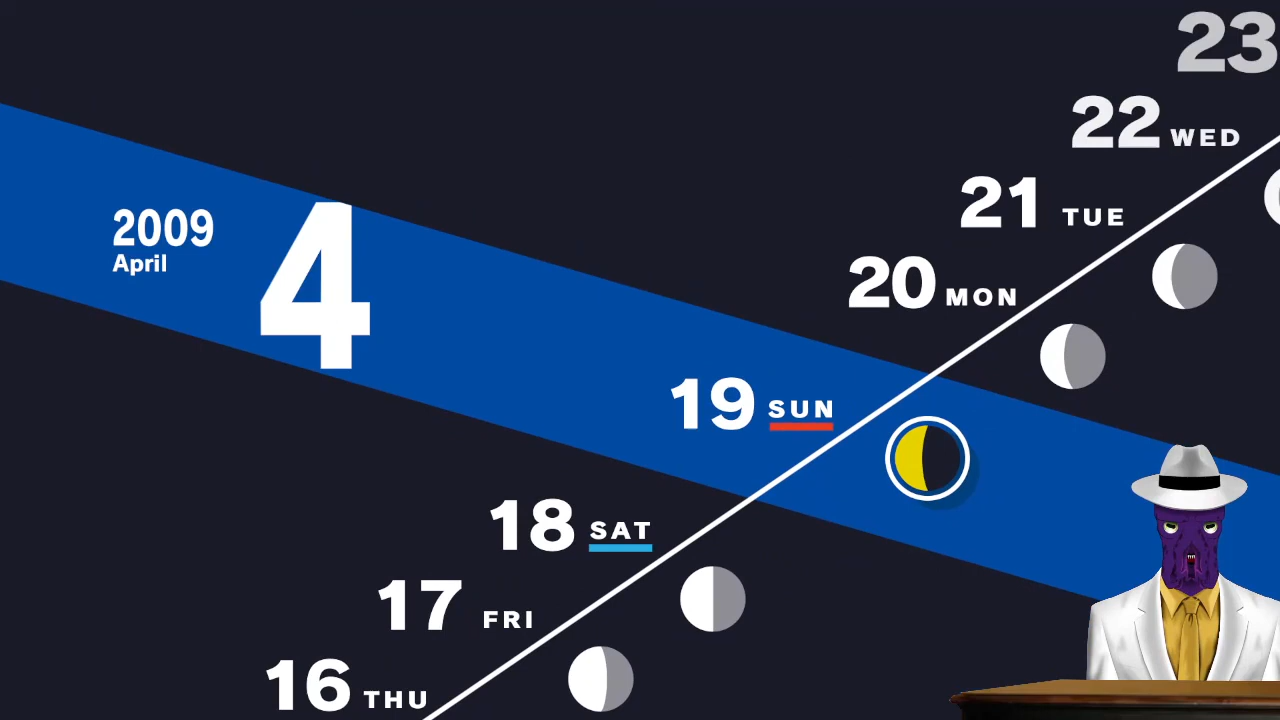 23
22 WED
21 TUE
2009
April
4
20 MON
19 SUN
18 SAT
17 FRI
16 THU